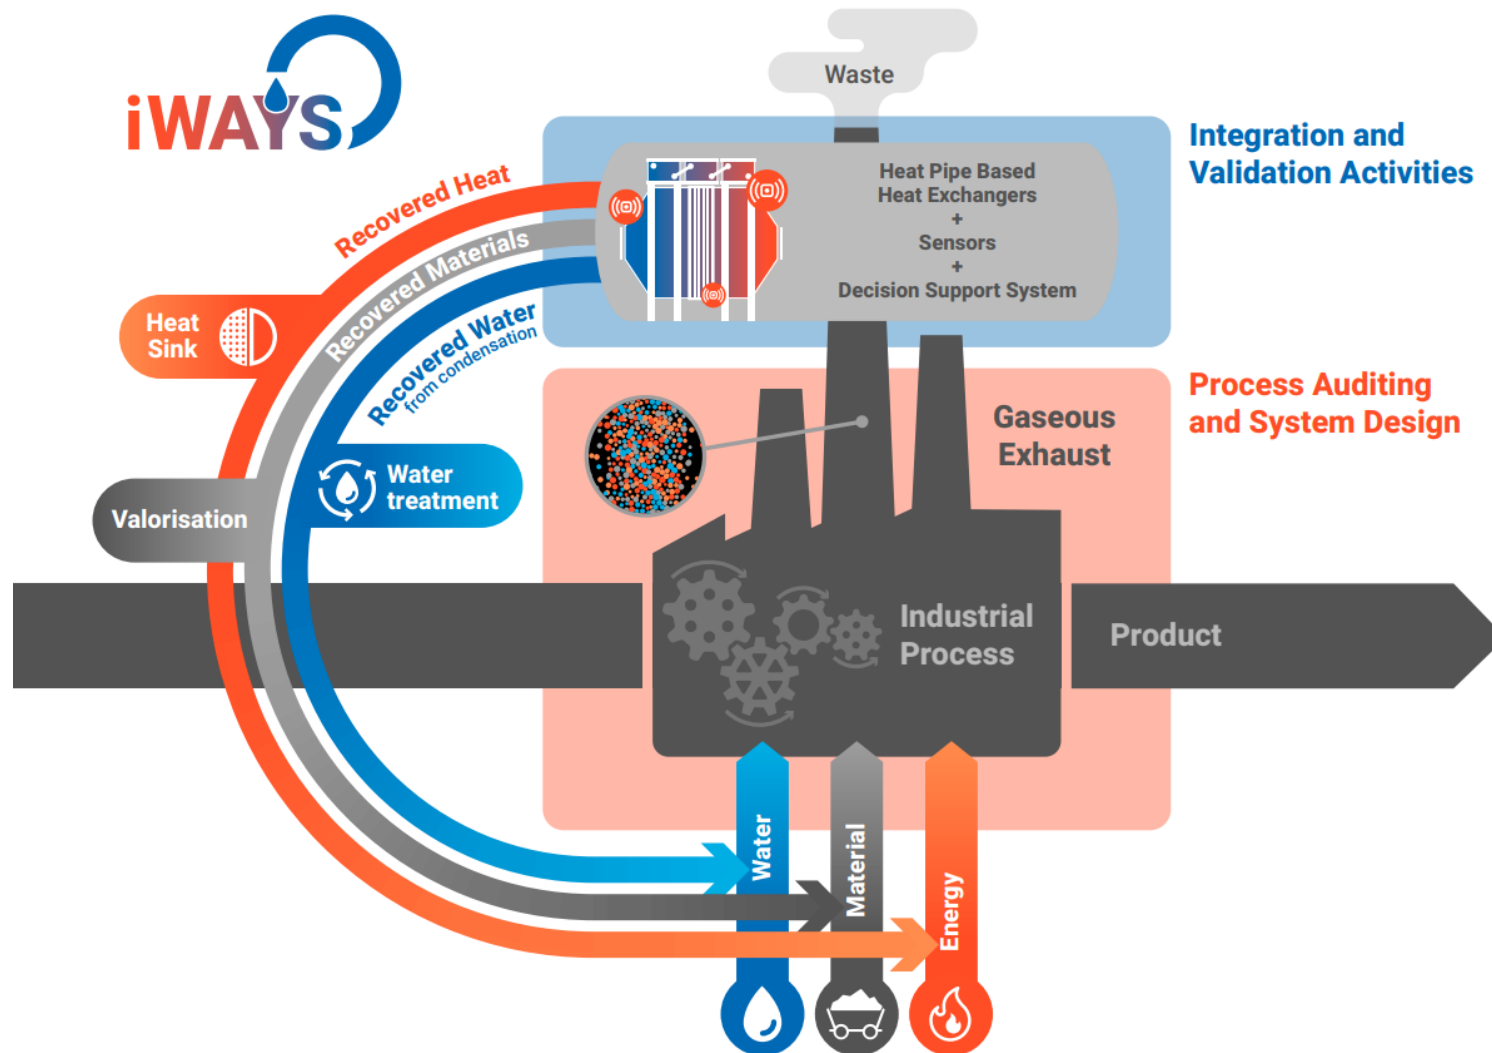 iWAYS
Waste
Integration and
Validation Activities
Heat Pipe Based
Heat Exchangers
+
Sensors
+
Decision Support System
Recovered Heat
Recovered Materials
Recovered Water
from condensation
Heat
Sink
Process Auditing
and System Design
Gaseous
Exhaust
Water
treatment
Valorisation
Industrial
Process
Product
Water
Material
Energy